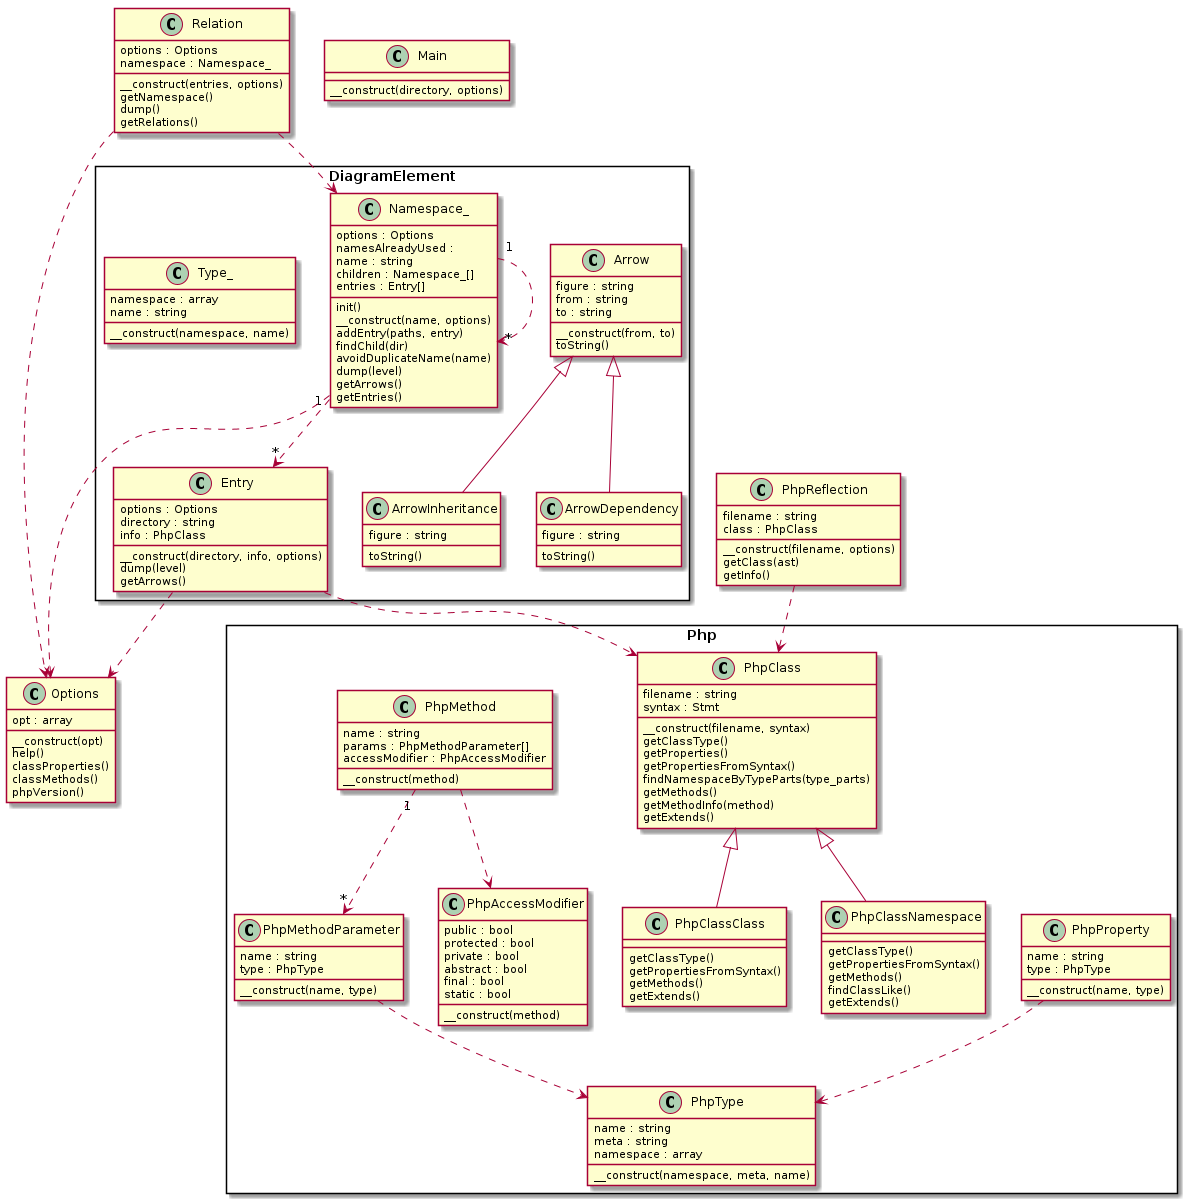 C Relation
options : Options
namespace : Namespace_
__construct(entries, options)
getNamespace()
dump()
getRelations()
C Main
__construct(directory, options)
DiagramElement
C Namespace_
options : Options
namesAlreadyUsed :
name : string
children : Namespace_[]
entries : Entry[]
init()
__construct(name, options)
addEntry(paths, entry)
findChild(dir)
avoidDuplicateName(name)
dump(level)
getArrows()
getEntries()
1
*
1
*
C Type_
namespace : array
name : string
__construct(namespace, name)
C Arrow
figure : string
from : string
to : string
__construct(from, to)
toString()
C Entry
options : Options
directory : string
info : PhpClass
__construct(directory, info, options)
dump(level)
getArrows()
C ArrowInheritance
figure : string
toString()
C ArrowDependency
figure : string
toString()
C PhpReflection
filename : string
class : PhpClass
__construct(filename, options)
getClass(ast)
getInfo()
C Options
opt : array
__construct(opt)
help()
classProperties()
classMethods()
phpVersion()
Php
C PhpMethod
name : string
params : PhpMethodParameter[]
accessModifier : PhpAccessModifier
__construct(method)
1
*
C PhpClass
filename : string
syntax : Stmt
__construct(filename, syntax)
getClassType()
getProperties()
getPropertiesFromSyntax()
findNamespaceByTypeParts(type_parts)
getMethods()
getMethodInfo(method)
getExtends()
C PhpMethodParameter
name : string
type : PhpType
__construct(name, type)
C PhpAccessModifier
public : bool
protected : bool
private : bool
abstract : bool
final : bool
static : bool
__construct(method)
C PhpClassClass
getClassType()
getPropertiesFromSyntax()
getMethods()
getExtends()
C PhpClassNamespace
getClassType()
getPropertiesFromSyntax()
getMethods()
findClassLike()
getExtends()
C PhpProperty
name : string
type : PhpType
__construct(name, type)
C PhpType
name : string
meta : string
namespace : array
__construct(namespace, meta, name)